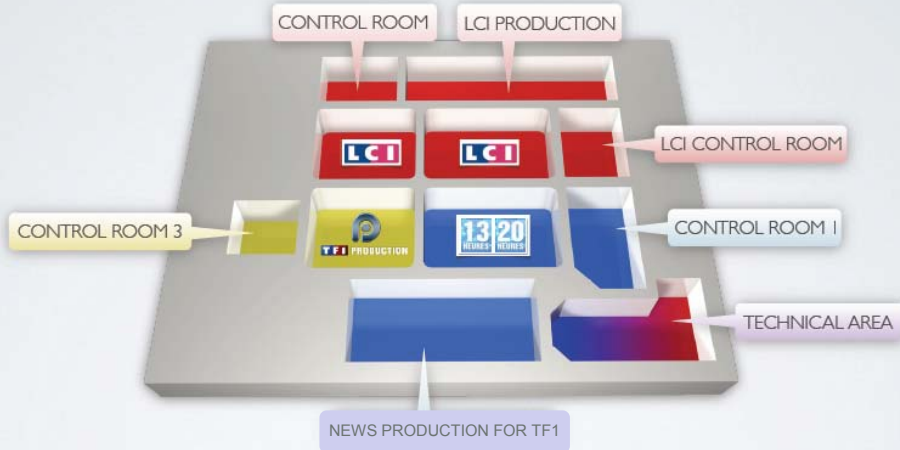 CONTROL ROOM
LCI PRODUCTION
LCI
LCI
LCI CONTROL ROOM
CONTROL ROOM 3
TF1 PRODUCTION
13 20
HEURES HEURES
CONTROL ROOM 1
TECHNICAL AREA
NEWS PRODUCTION FOR TF1